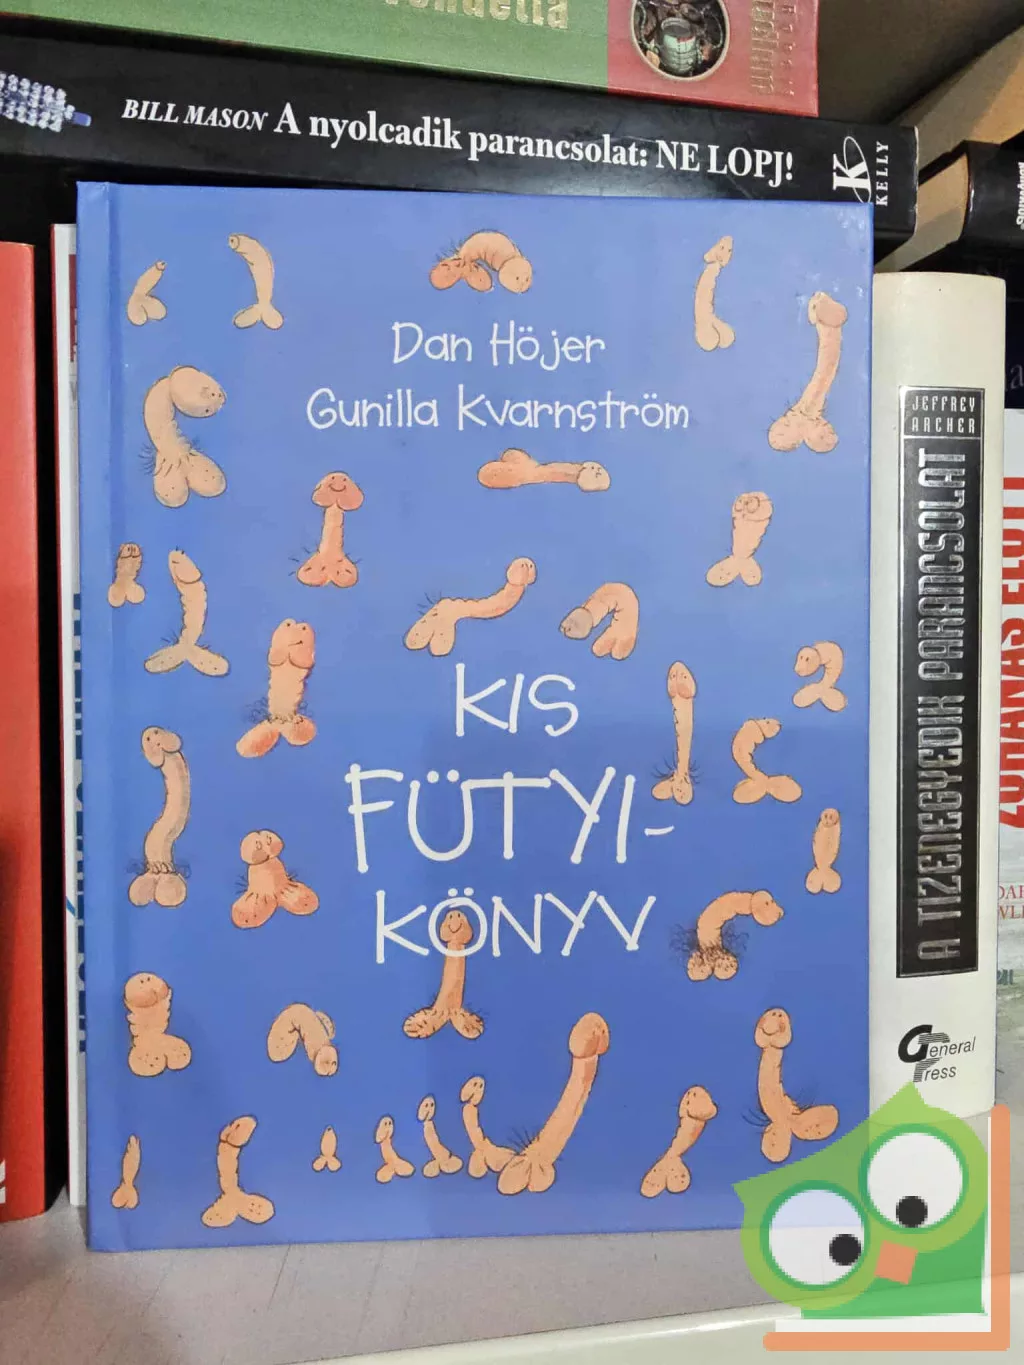 vendetta
BILL MASON A nyolcadik parancsolat: NE LOPJ!
KELLY
Dan Höjer
Gunilla Kvarnström
KIS
FÜTYI-
KÖNYV
JEFFREY
ARCHER
A TIZENEGYEDIK PARANCSOLAT
General
Press